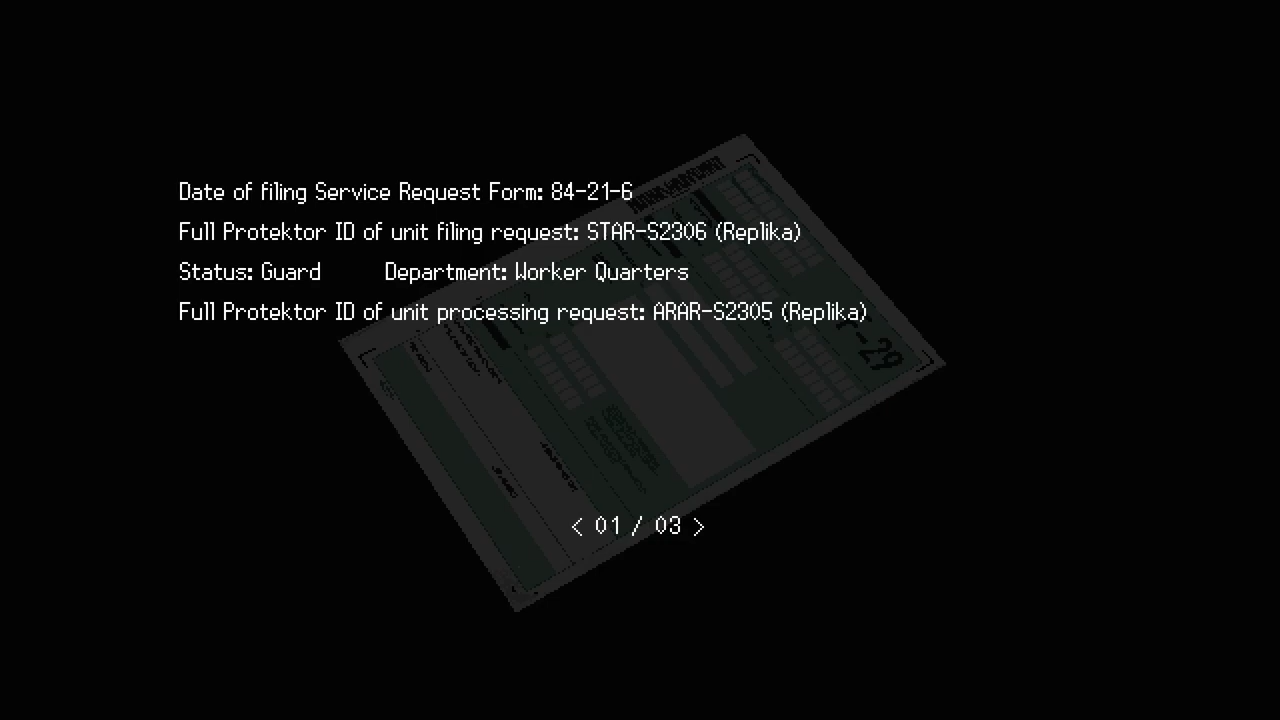 Date of filing Service Request Form: 84-21-6
Full Protektor ID of unit filing request: STAR-S2306 (Replika)
Status: Guard Department: Worker Quarters
Full Protektor ID of unit processing request: ARAR-S2305 (Replika)
-29
< 01 / 03 >